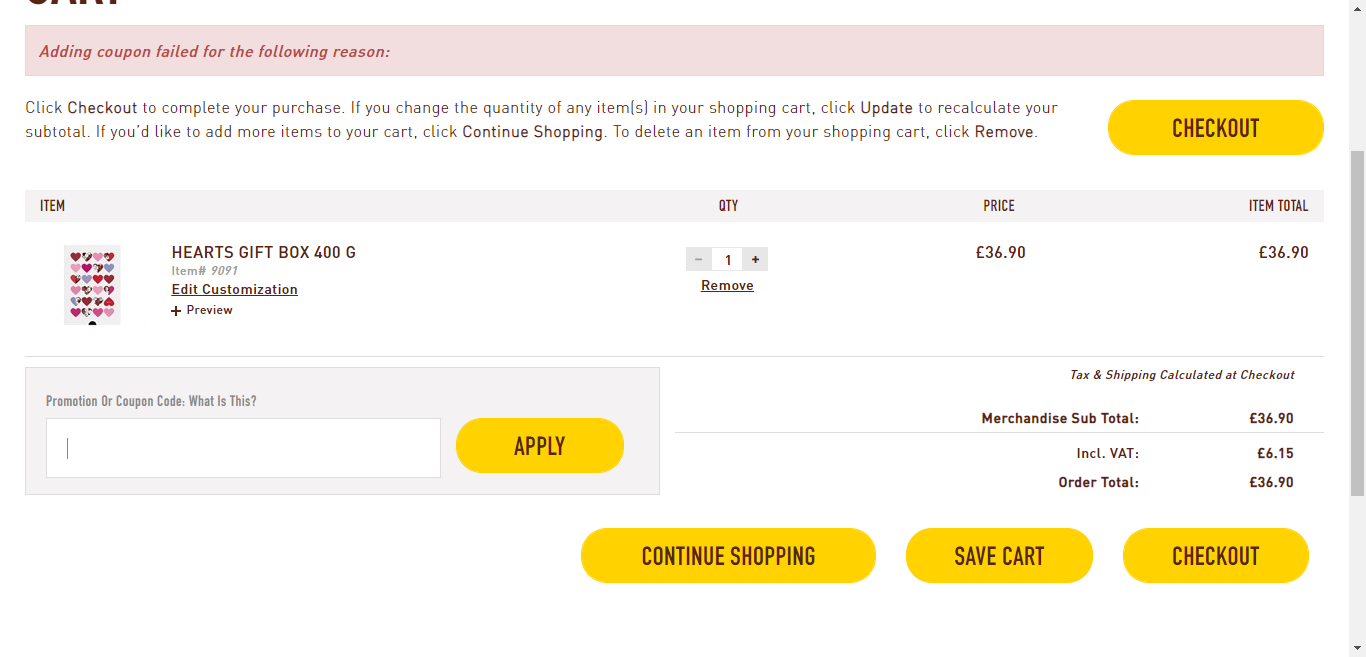 CART
Adding coupon failed for the following reason:
Click Checkout to complete your purchase. If you change the quantity of any item(s) in your shopping cart, click Update to recalculate your
subtotal. If you'd like to add more items to your cart, click Continue Shopping. To delete an item from your shopping cart, click Remove.
CHECKOUT
ITEM QTY PRICE ITEM TOTAL
HEARTS GIFT BOX 400 G - 1 + £36.90 £36.90
Item# 9091
Edit Customization Remove
+ Preview
Tax & Shipping Calculated at Checkout
Promotion Or Coupon Code: What Is This?
APPLY
Merchandise Sub Total: £36.90
Incl. VAT: £6.15
Order Total: £36.90
CONTINUE SHOPPING SAVE CART CHECKOUT